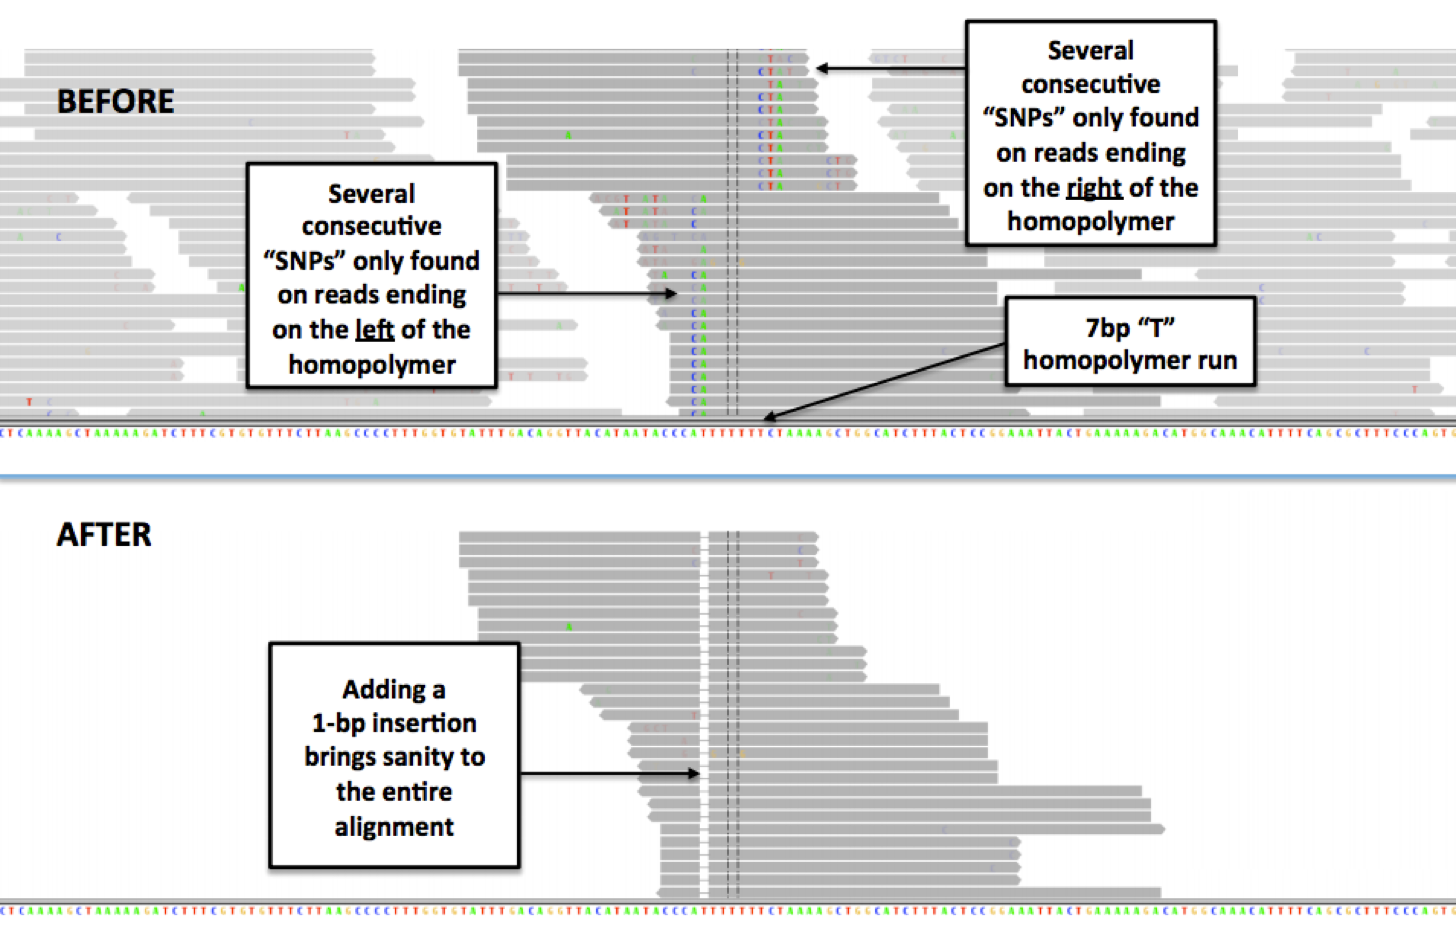 BEFORE
Several
consecutive
“SNPs” only found
on reads ending
on the right of the
homopolymer
Several
consecutive
“SNPs” only found
on reads ending
on the left of the
homopolymer
7bp “T”
homopolymer run
CTCAAAAGCTAAAAAGATCTTTCGTGTGTTTCTTAAGCCCCTTTGGTGTATTTGACAGGTTACATAATACCCATTTTTTTCTAAAAGCTGGCATCTTTACTCCGGAAATTACTGAAAAAAGACATGGCAAACATTTTCAGCGCTTTCCCAGTG
AFTER
Adding a
1-bp insertion
brings sanity to
the entire
alignment
CTCAAAAGCTAAAAAGATCTTTCGTGTGTTTCTTAAGCCCCTTTGGTGTATTTGACAGGTTACATAATACCCATTTTTTTCTAAAAGCTGGCATCTTTACTCCGGAAATTACTGAAAAAAGACATGGCAAACATTTTCAGCGCTTTCCCAGTG